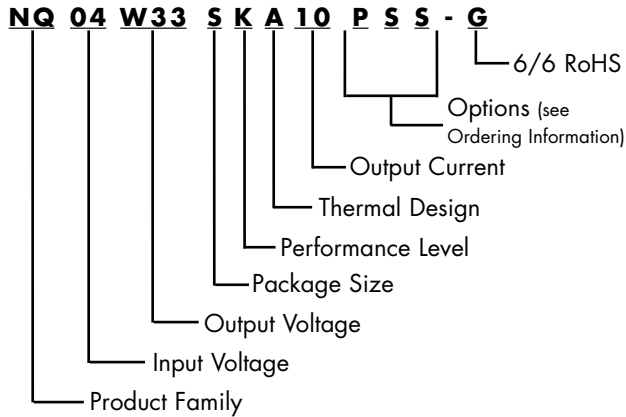 NQ 04 W33 S K A 10 P S S - G
6/6 RoHS
Options (see
Ordering Information)
Output Current
Thermal Design
Performance Level
Package Size
Output Voltage
Input Voltage
Product Family